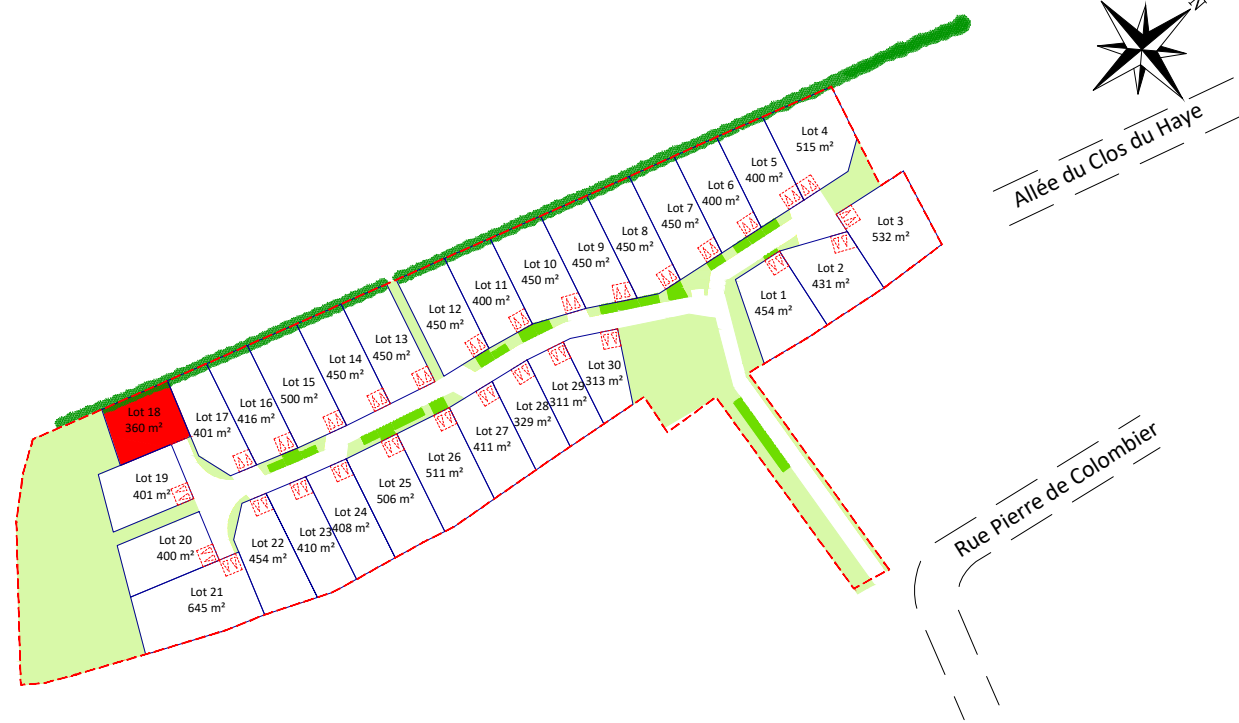 N
Allée du Clos du Haye
Lot 4
515 m²
Lot 5
400 m²
Lot 6
400 m²
Lot 7
450 m²
Lot 3
532 m²
Lot 8
450 m²
Lot 9
450 m²
Lot 10
450 m²
Lot 2
431 m²
Lot 11
400 m²
Lot 1
454 m²
Lot 12
450 m²
Lot 13
450 m²
Lot 14
450 m²
Lot 15
500 m²
Lot 30
313 m²
Lot 29
311 m²
Lot 16
416 m²
Lot 28
329 m²
Lot 17
401 m²
Lot 18
360 m²
Lot 27
411 m²
Lot 26
511 m²
Lot 25
506 m²
Lot 19
401 m²
Lot 24
408 m²
Lot 23
410 m²
Lot 22
454 m²
Lot 20
400 m²
Lot 21
645 m²
Rue Pierre de Colombier